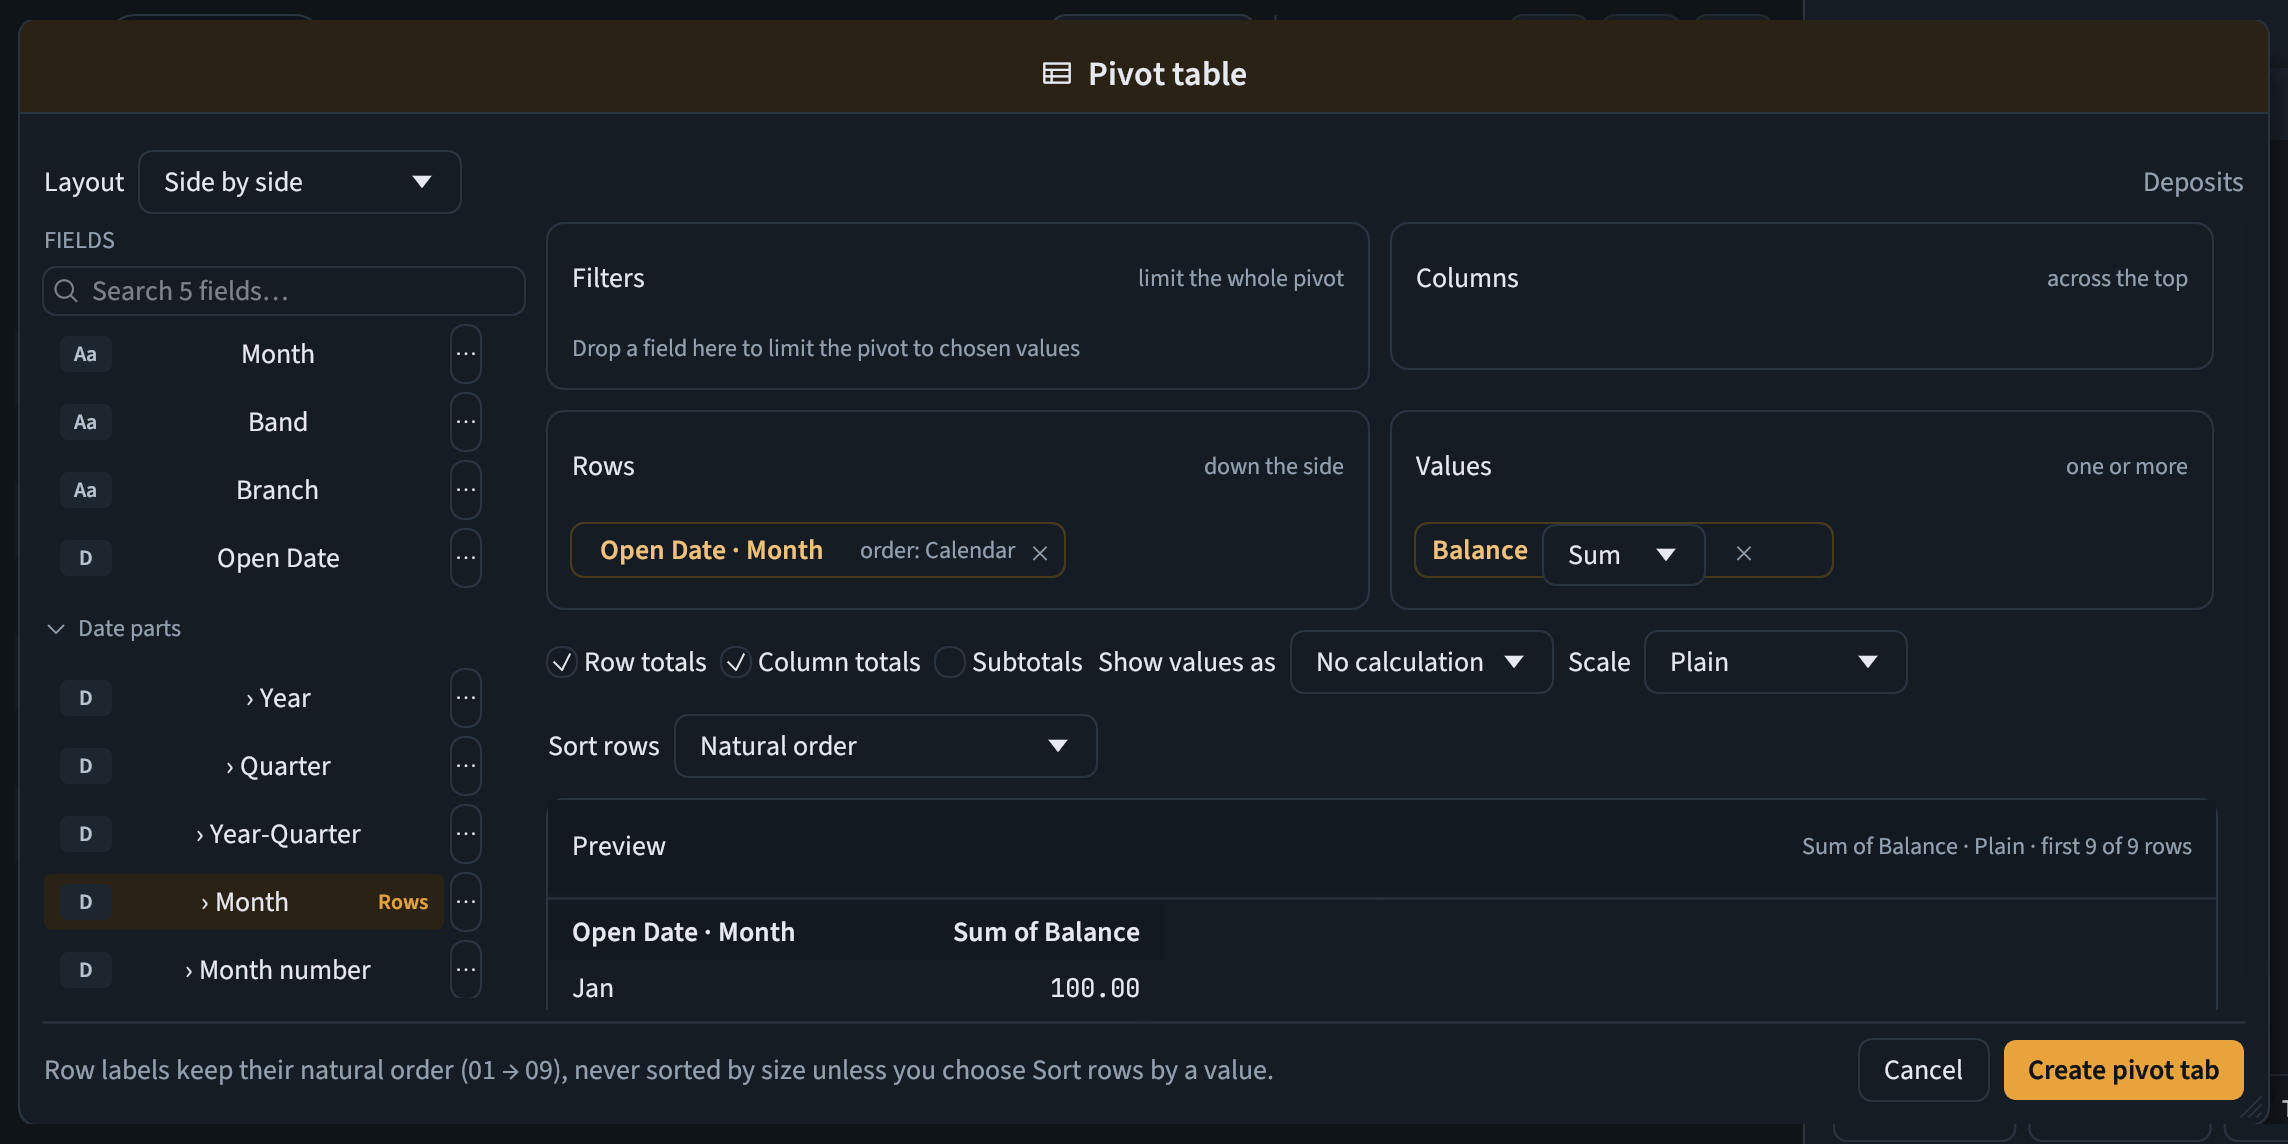 Pivot table
Layout Side by side Deposits
FIELDS
Search 5 fields…
Aa Month ...
Aa Band ...
Aa Branch ...
D Open Date ...
Date parts
D › Year ...
D › Quarter ...
D › Year-Quarter ...
D › Month Rows ...
D › Month number ...
Filters limit the whole pivot
Drop a field here to limit the pivot to chosen values
Columns across the top
Rows down the side
Open Date · Month order: Calendar ×
Values one or more
Balance Sum ×
Row totals Column totals Subtotals Show values as No calculation Scale Plain
Sort rows Natural order
Preview Sum of Balance · Plain · first 9 of 9 rows
Open Date · Month Sum of Balance
Jan 100.00
Row labels keep their natural order (01 → 09), never sorted by size unless you choose Sort rows by a value.
Cancel Create pivot tab